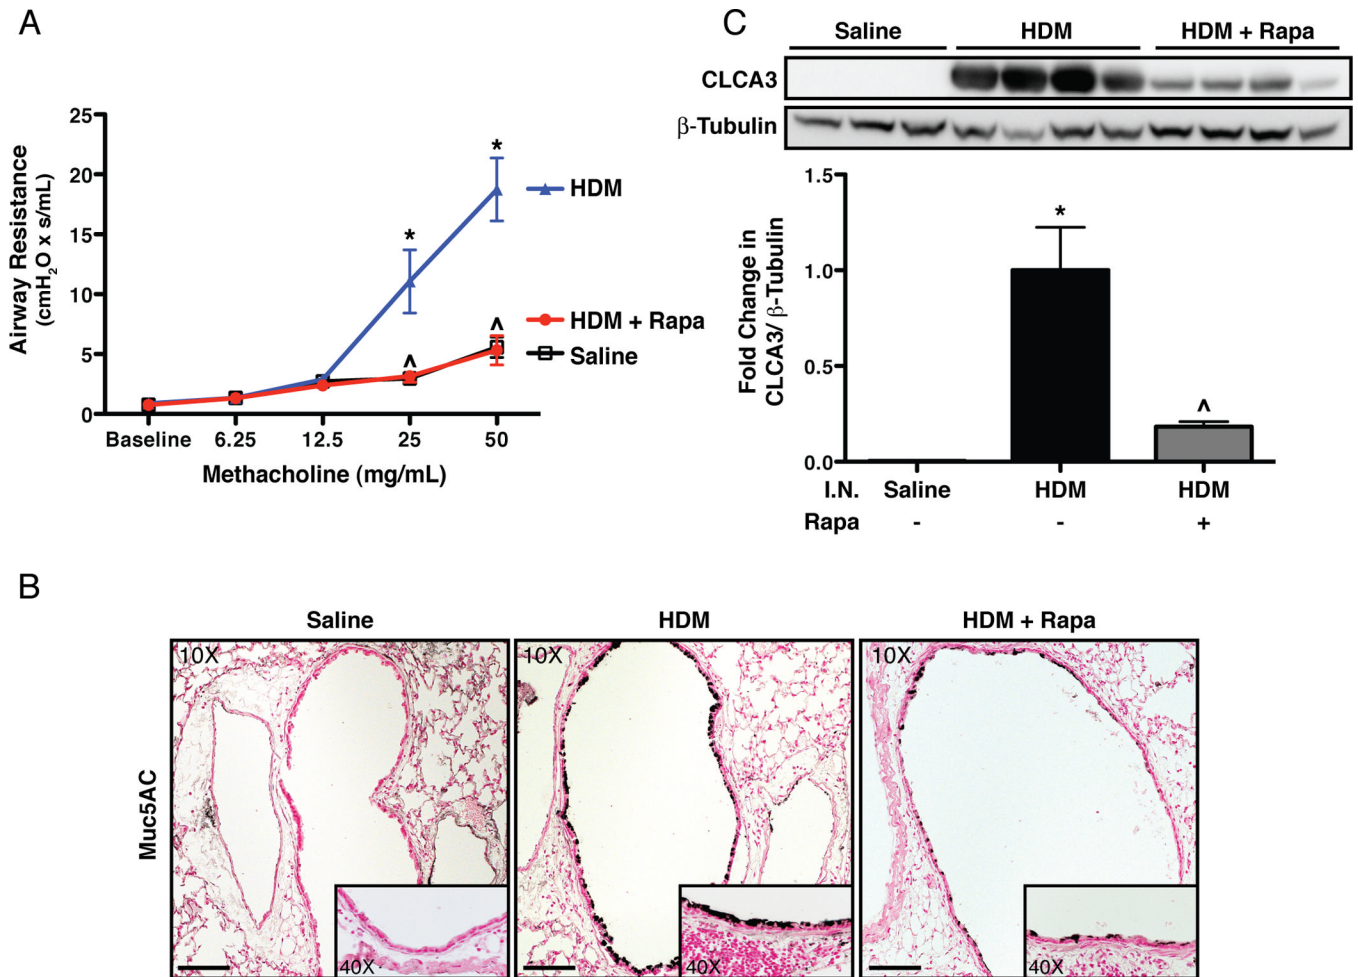 A
25
20
15
10
5
0
Airway Resistance
(cmH2O x s/mL)
*
*
^
^
HDM
HDM + Rapa
Saline
Baseline 6.25 12.5 25 50
Methacholine (mg/mL)
C
Saline HDM HDM + Rapa
CLCA3
β-Tubulin
1.5
1.0
0.5
0.0
Fold Change in
CLCA3/ β-Tubulin
*
^
I.N. Saline HDM HDM
Rapa - - +
B
Saline HDM HDM + Rapa
Muc5AC
10X 10X 10X
40X 40X 40X